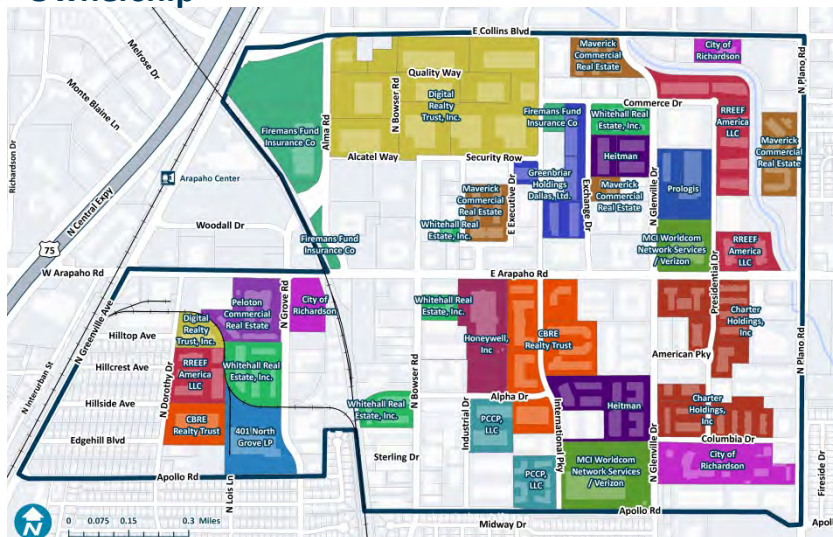 Ownership
E Collins Blvd
Melrose Dr
Monte Blaine Ln
Richardson Dr
N Central Expy
75
Arapaho Center
Woodall Dr
W Arapaho Rd
Firemans Fund
Insurance Co
Alma Rd
Quality Way
N Bowser Rd
Digital
Realty
Trust, Inc.
Alcatel Way
Security Row
Maverick
Commercial
Real Estate
City of
Richardson
N Plano Rd
Commerce Dr
Firemans Fund
Insurance Co
Whitehall Real
Estate, Inc.
RREEF
America
LLC
Heitman
Maverick
Commercial
Real Estate
Greenbriar
Holdings
Dallas, Ltd.
Exchange Dr
Maverick
Commercial
Real Estate
N Glenville Dr
Prologis
Maverick
Commercial
Real Estate
E Executive Dr
Whitehall Real
Estate, Inc.
Firemans Fund
Insurance Co
MCI Worldcom
Network Services
/ Verizon
RREEF
America
LLC
E Arapaho Rd
Presidential Dr
N Greenville Ave
N Interurban St
Hilltop Ave
Hillcrest Ave
Hillside Ave
Edgehill Blvd
N Dorothy Dr
Digital
Realty
Trust, Inc.
Peloton
Commercial
Real Estate
N Grove Rd
City of
Richardson
RREEF
America
LLC
Whitehall Real
Estate, Inc.
CBRE
Realty Trust
401 North
Grove LP
Apollo Rd
N Lois Ln
Whitehall Real
Estate, Inc.
N Bowser Rd
Honeywell,
Inc
CBRE
Realty Trust
Charter
Holdings,
Inc
American Pky
N Plano Rd
Whitehall Real
Estate, Inc.
Alpha Dr
Industrial Dr
PCCP,
LLC
International Pky
Heitman
Charter
Holdings,
Inc
Columbia Dr
Sterling Dr
PCCP,
LLC
MCI Worldcom
Network Services
/ Verizon
N Glenville Dr
City of
Richardson
Fireside Dr
Apollo Rd
Apoll
Midway Dr
N
0 0.075 0.15 0.3 Miles